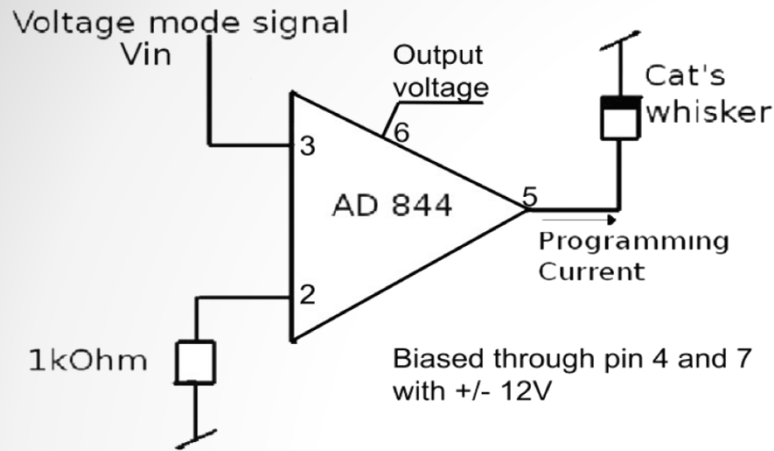 Voltage mode signal
Vin
Output
voltage
Cat's
whisker
3
6
AD 844
5
Programming
Current
2
1kOhm
Biased through pin 4 and 7
with +/- 12V